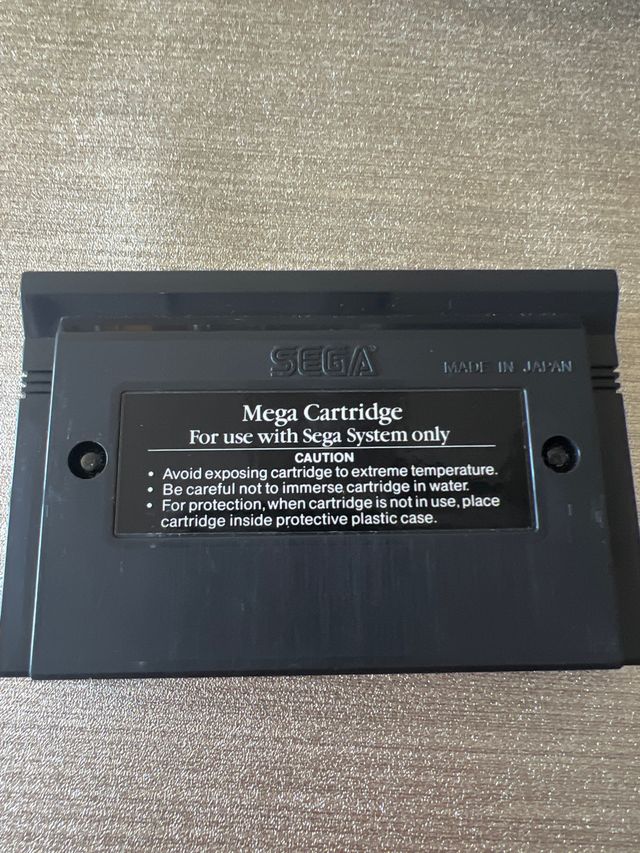 SEGA
MADE IN JAPAN
Mega Cartridge
For use with Sega System only
CAUTION
• Avoid exposing cartridge to extreme temperature.
• Be careful not to immerse cartridge in water.
• For protection, when cartridge is not in use, place
cartridge inside protective plastic case.